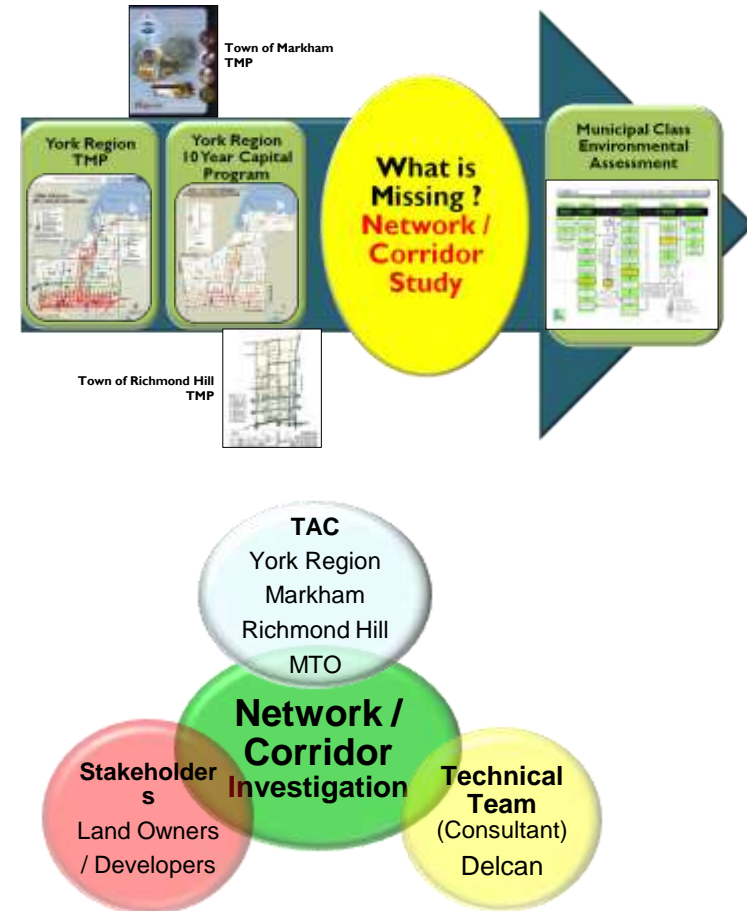 Town of Markham
TMP
York Region
TMP
York Region
10 Year Capital
Program
What is
Missing ?
Network /
Corridor
Study
Municipal Class
Environmental
Assessment
Town of Richmond Hill
TMP
TAC
York Region
Markham
Richmond Hill
MTO
Network /
Corridor
Investigation
Stakeholder
s
Land Owners
/ Developers
Technical
Team
(Consultant)
Delcan